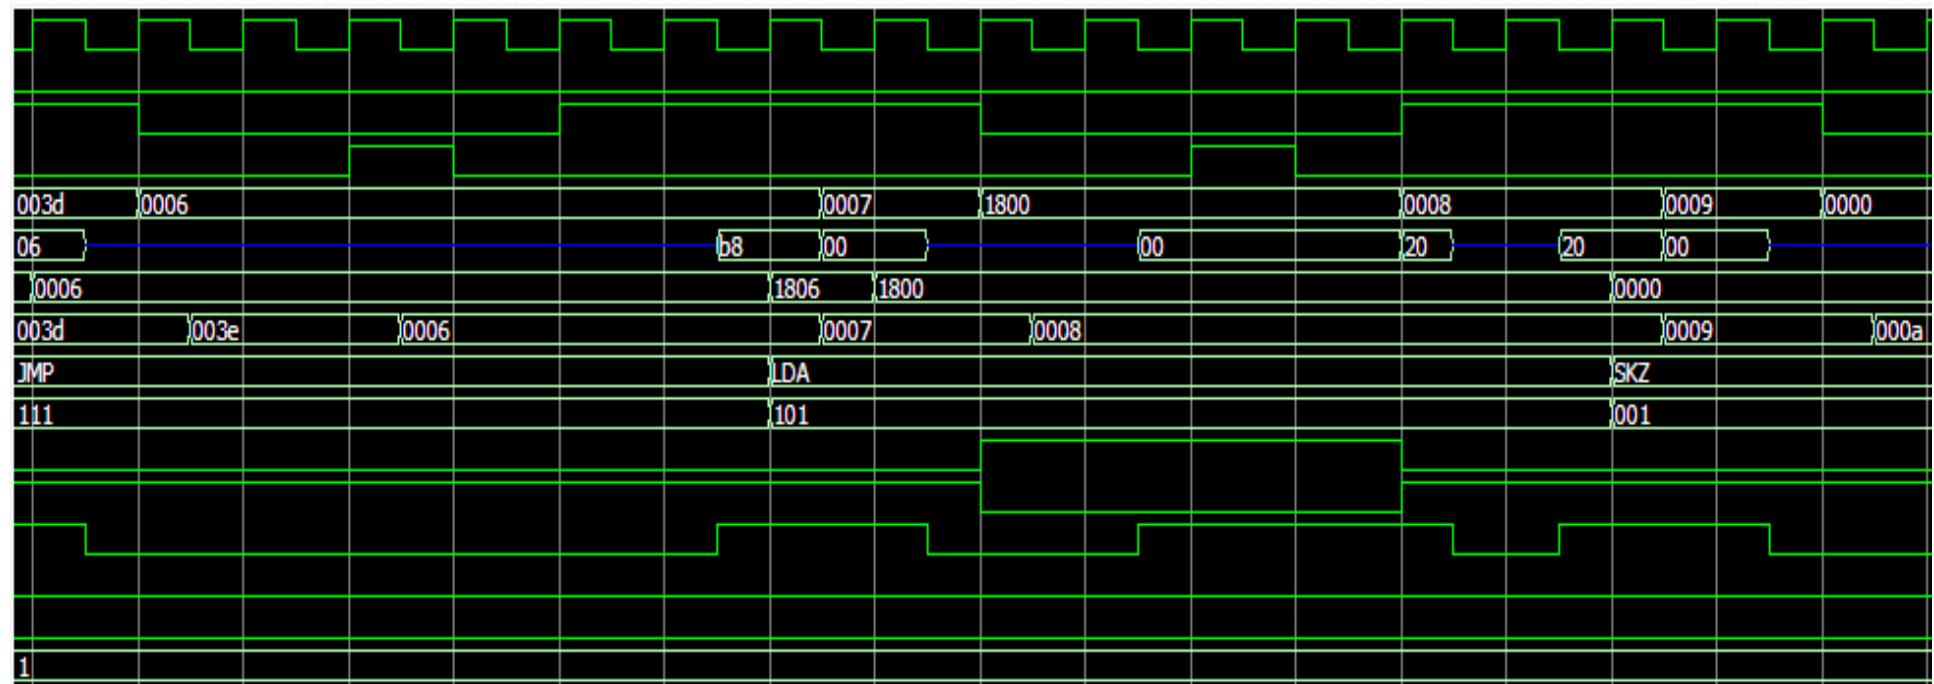 003d 0006 0007 1800 0008 0009 0000
06 b8 00 00 20 20 00
0006 1806 1800 0000
003d 003e 0006 0007 0008 0009 000a
JMP LDA SKZ
111 101 001
1